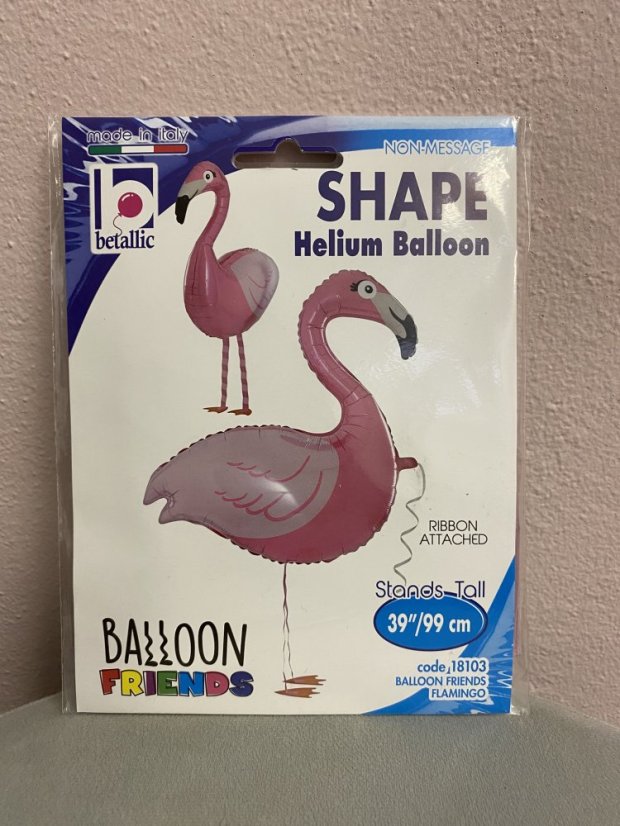 made in Italy
betallic
NON-MESSAGE
SHAPE
Helium Balloon
RIBBON
ATTACHED
Stands Tall
39"/99 cm
BALLOON
FRIENDS
code 18103
BALLOON FRIENDS
FLAMINGO